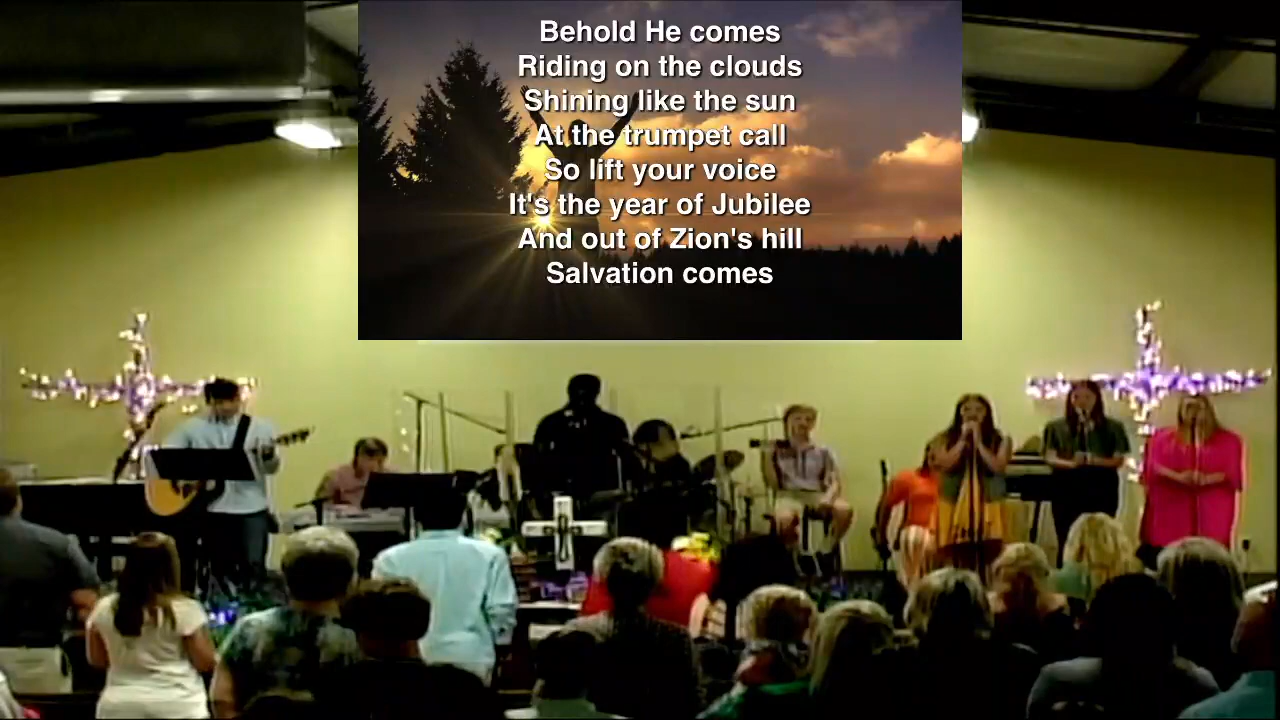 Behold He comes
Riding on the clouds
Shining like the sun
At the trumpet call
So lift your voice
It's the year of Jubilee
And out of Zion's hill
Salvation comes